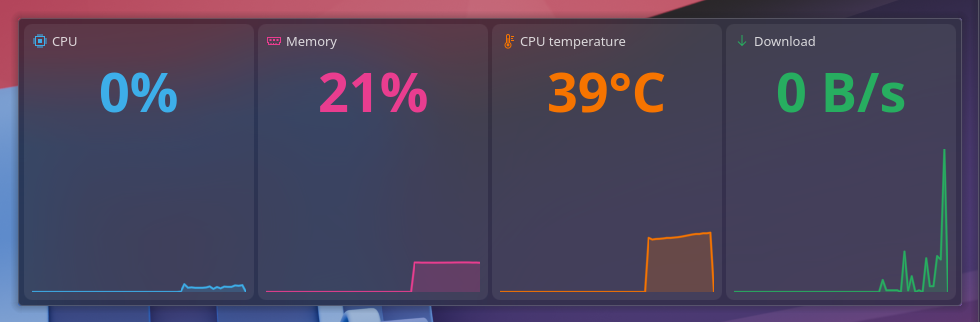 CPU
0%
Memory
21%
CPU temperature
39°C
Download
0 B/s